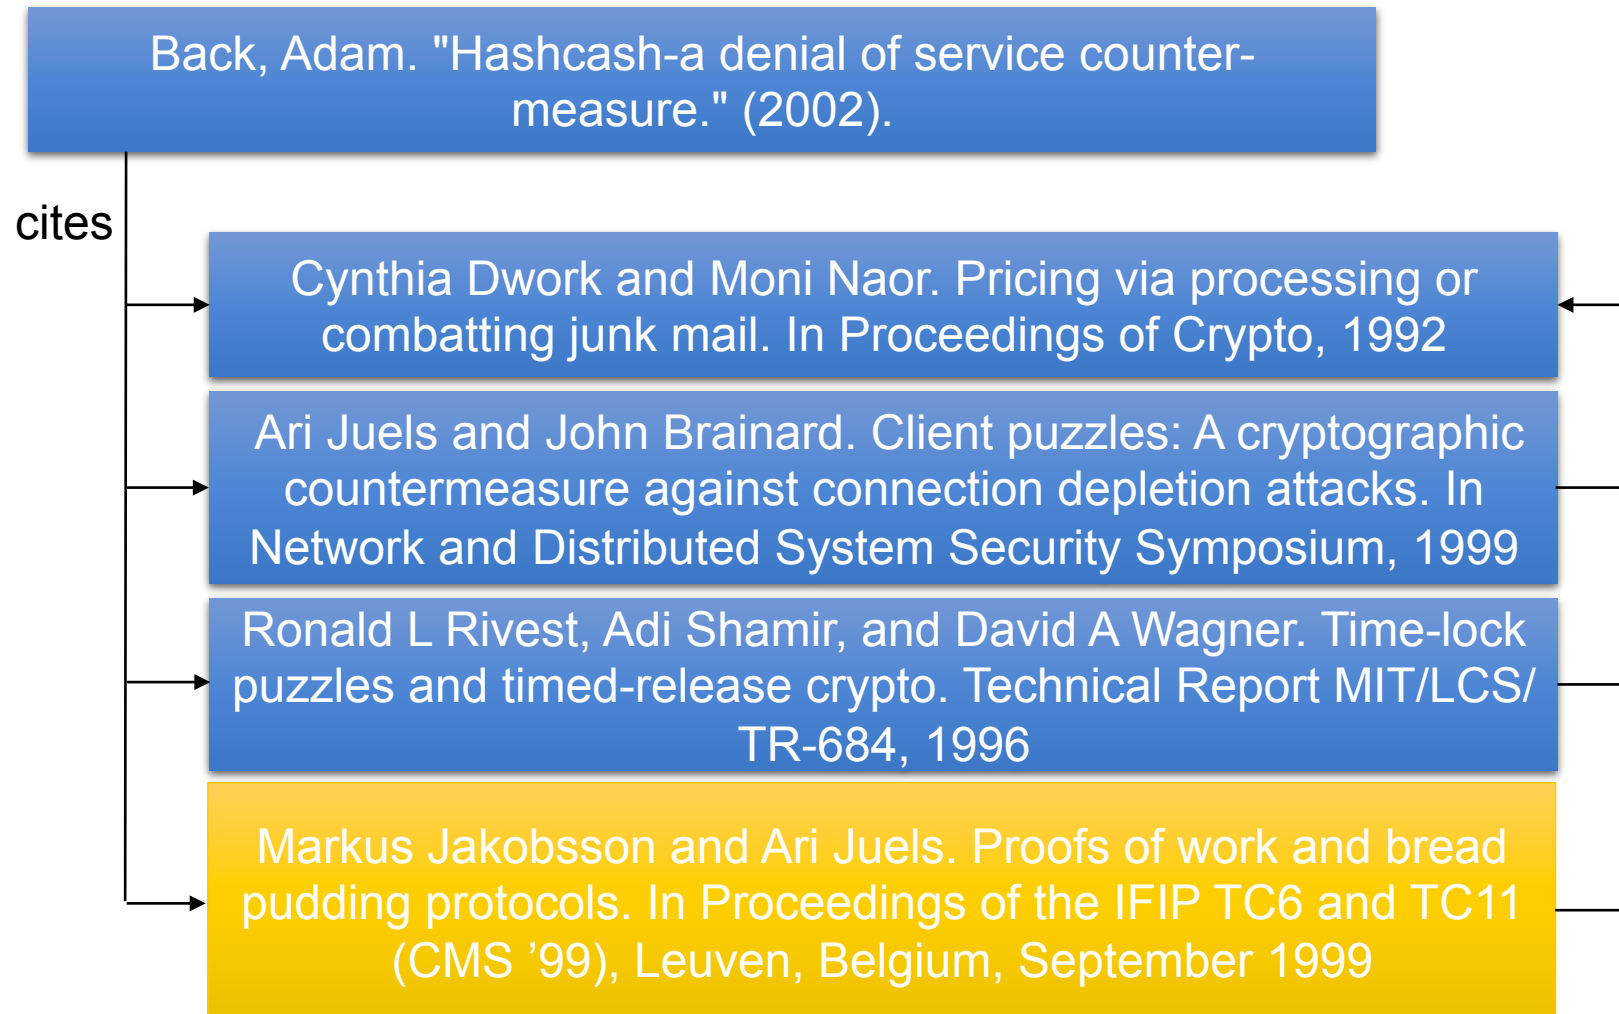 Back, Adam. "Hashcash-a denial of service counter-
measure." (2002).
cites
Cynthia Dwork and Moni Naor. Pricing via processing or
combatting junk mail. In Proceedings of Crypto, 1992
Ari Juels and John Brainard. Client puzzles: A cryptographic
countermeasure against connection depletion attacks. In
Network and Distributed System Security Symposium, 1999
Ronald L Rivest, Adi Shamir, and David A Wagner. Time-lock
puzzles and timed-release crypto. Technical Report MIT/LCS/
TR-684, 1996
Markus Jakobsson and Ari Juels. Proofs of work and bread
pudding protocols. In Proceedings of the IFIP TC6 and TC11
(CMS ’99), Leuven, Belgium, September 1999